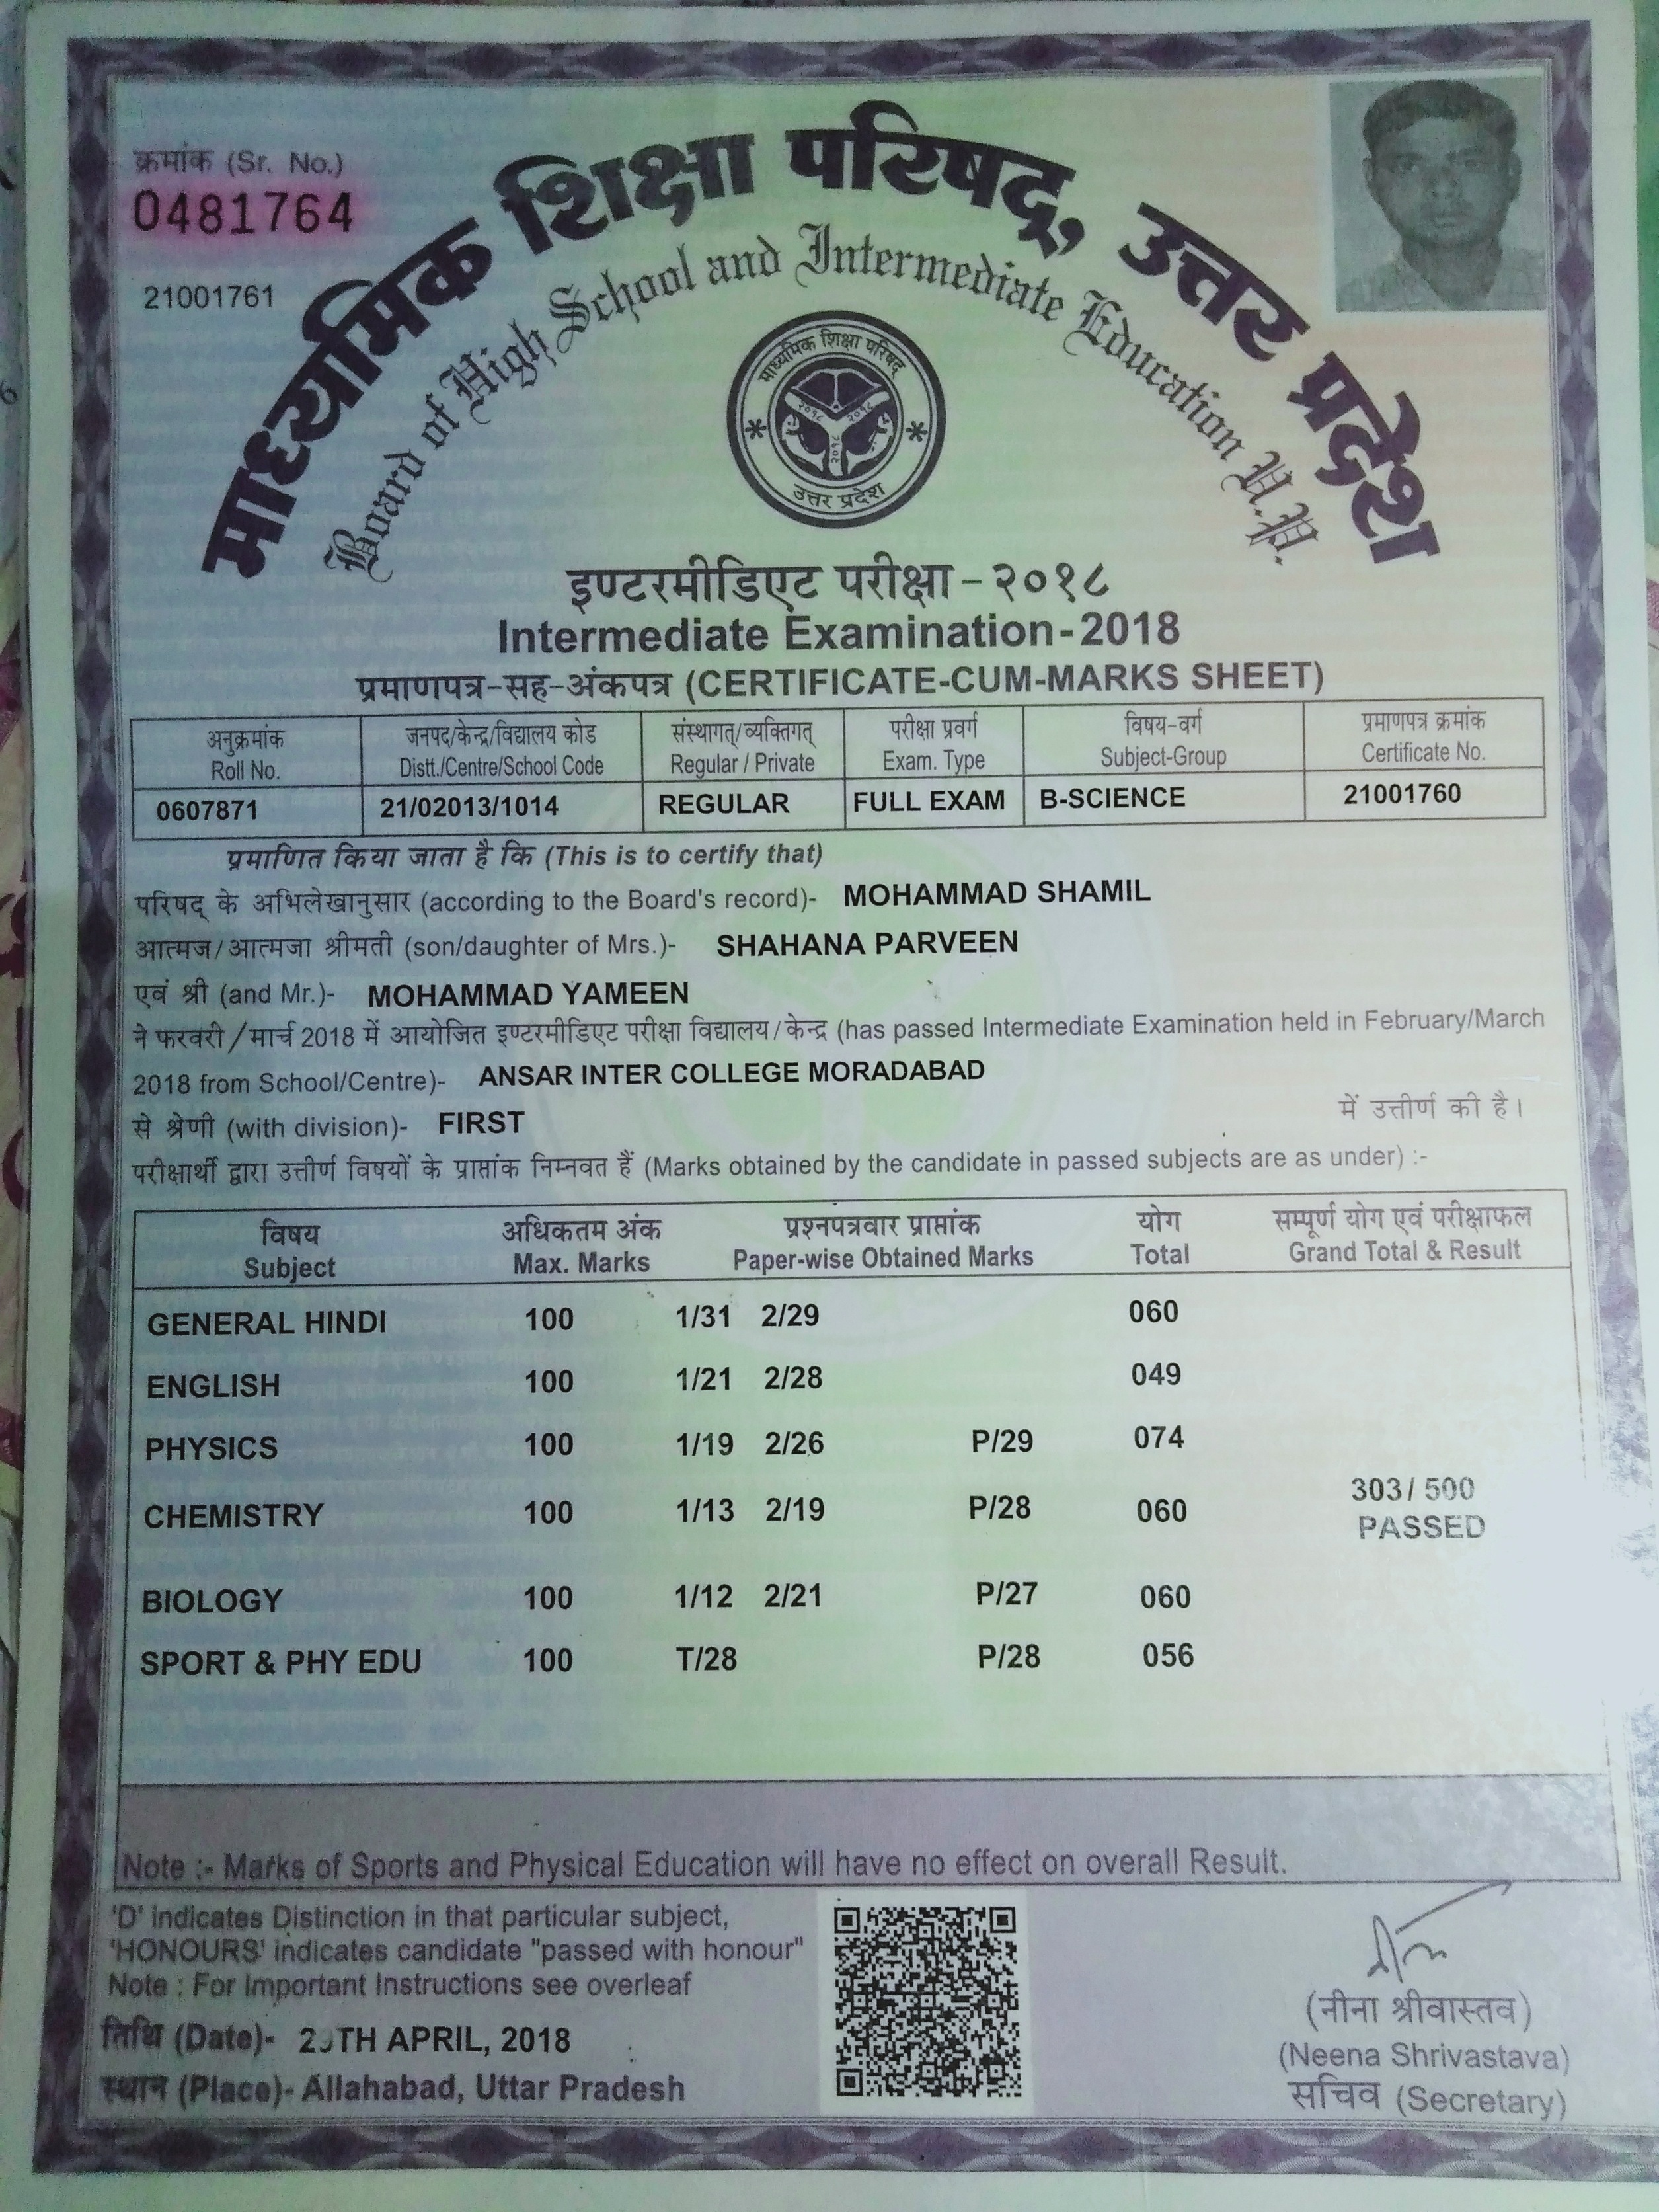 क्रमांक (Sr. No.)
0481764
21001761
माध्यमिक शिक्षा परिषद्, उत्तर प्रदेश
Board of High School and Intermediate Education U.P.
माध्यमिक शिक्षा परिषद्
२०१८ २०१८
२०१८
उत्तर प्रदेश
इण्टरमीडिएट परीक्षा-२०१८
Intermediate Examination-2018
प्रमाणपत्र-सह-अंकपत्र (CERTIFICATE-CUM-MARKS SHEET)
अनुक्रमांक जनपद/केन्द्र/विद्यालय कोड संस्थागत्/व्यक्तिगत् परीक्षा प्रवर्ग विषय-वर्ग प्रमाणपत्र क्रमांक
Roll No. Distt./Centre/School Code Regular / Private Exam. Type Subject-Group Certificate No.
0607871 21/02013/1014 REGULAR FULL EXAM B-SCIENCE 21001760
प्रमाणित किया जाता है कि (This is to certify that)
परिषद् के अभिलेखानुसार (according to the Board's record)- MOHAMMAD SHAMIL
आत्मज/आत्मजा श्रीमती (son/daughter of Mrs.)- SHAHANA PARVEEN
एवं श्री (and Mr.)- MOHAMMAD YAMEEN
ने फरवरी/मार्च 2018 में आयोजित इण्टरमीडिएट परीक्षा विद्यालय/केन्द्र (has passed Intermediate Examination held in February/March
2018 from School/Centre)- ANSAR INTER COLLEGE MORADABAD
से श्रेणी (with division)- FIRST में उत्तीर्ण की है।
परीक्षार्थी द्वारा उत्तीर्ण विषयों के प्राप्तांक निम्नवत हैं (Marks obtained by the candidate in passed subjects are as under) :-
विषय अधिकतम अंक प्रश्नपत्रवार प्राप्तांक योग सम्पूर्ण योग एवं परीक्षाफल
Subject Max. Marks Paper-wise Obtained Marks Total Grand Total & Result
GENERAL HINDI 100 1/31 2/29 060
ENGLISH 100 1/21 2/28 049
PHYSICS 100 1/19 2/26 P/29 074
303/ 500
CHEMISTRY 100 1/13 2/19 P/28 060 PASSED
BIOLOGY 100 1/12 2/21 P/27 060
SPORT & PHY EDU 100 T/28 P/28 056
Note :- Marks of Sports and Physical Education will have no effect on overall Result.
'D' Indicates Distinction in that particular subject,
'HONOURS' indicates candidate "passed with honour"
Note : For Important Instructions see overleaf
तिथि (Date)- TH APRIL, 2018
स्थान (Place)- Allahabad, Uttar Pradesh
(नीना श्रीवास्तव)
(Neena Shrivastava)
सचिव (Secretary)